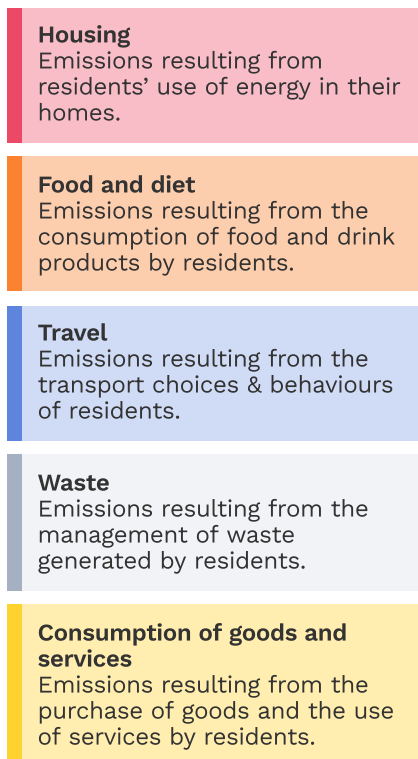 Housing
Emissions resulting from
residents’ use of energy in their
homes.
Food and diet
Emissions resulting from the
consumption of food and drink
products by residents.
Travel
Emissions resulting from the
transport choices & behaviours
of residents.
Waste
Emissions resulting from the
management of waste
generated by residents.
Consumption of goods and
services
Emissions resulting from the
purchase of goods and the use
of services by residents.